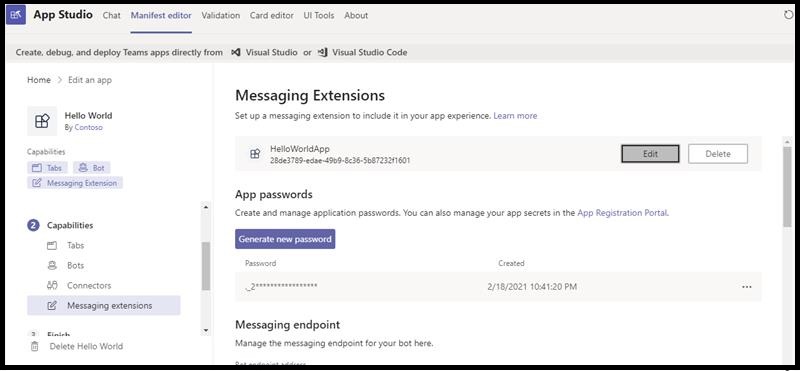 App Studio Chat Manifest editor Validation Card editor UI Tools About
Create, debug, and deploy Teams apps directly from Visual Studio or Visual Studio Code
Home > Edit an app
Hello World
By Contoso
Capabilities
Tabs Bot
Messaging Extension
2 Capabilities
Tabs
Bots
Connectors
Messaging extensions
3 Finish
Delete Hello World
Messaging Extensions
Set up a messaging extension to include it in your app experience. Learn more
HelloWorldApp
28de3789-edae-49b9-8c36-5b87232f1601
Edit Delete
App passwords
Create and manage application passwords. You can also manage your app secrets in the App Registration Portal.
Generate new password
Password Created
._2***************** 2/18/2021 10:41:20 PM ...
Messaging endpoint
Manage the messaging endpoint for your bot here.
Bot endpoint address